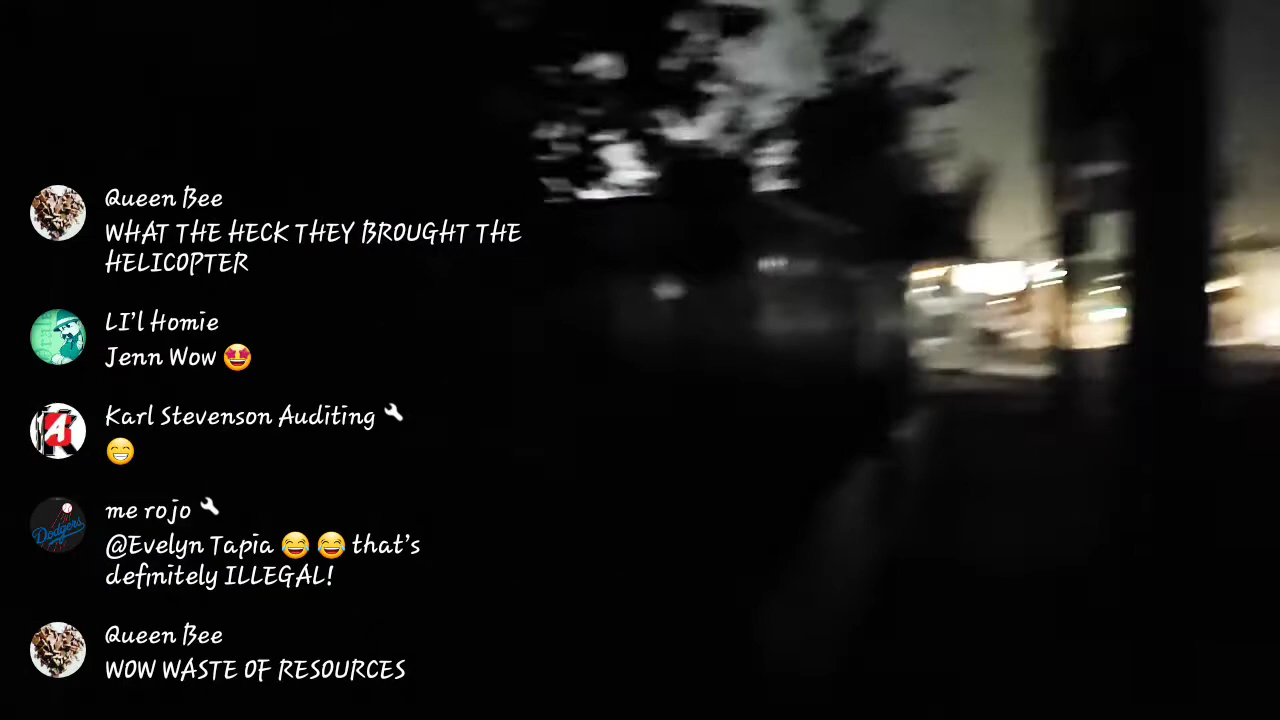 Queen Bee
WHAT THE HECK THEY BROUGHT THE
HELICOPTER
LI'l Homie
Jenn Wow 🤩
Karl Stevenson Auditing
😁
me rojo
Dodgers
@Evelyn Tapia 😂 😂 that's
definitely ILLEGAL!
Queen Bee
WOW WASTE OF RESOURCES